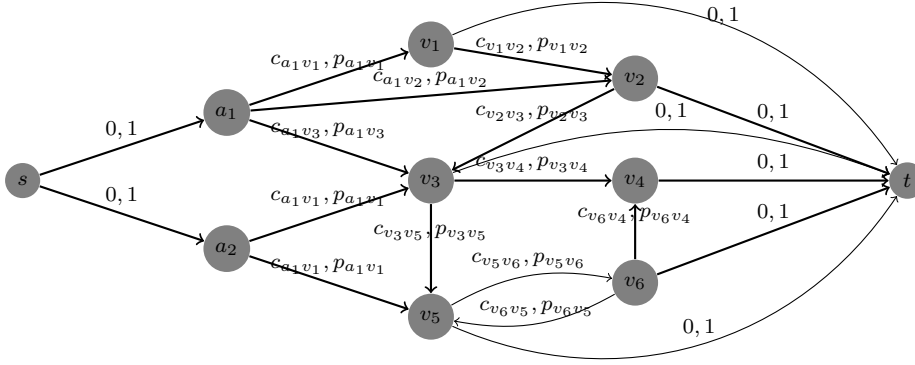 0, 1
v₁
c_{v₁v₂}, p_{v₁v₂}
c_{a₁v₁}, p_{a₁v₁}
c_{a₁v₂}, p_{a₁v₂}
v₂
a₁
0, 1
c_{v₂v₃}, p_{v₂v₃}
0, 1
0, 1
c_{a₁v₃}, p_{a₁v₃}
s
v₃
c_{v₃v₄}, p_{v₃v₄}
v₄
0, 1
t
0, 1
c_{a₁v₁}, p_{a₁v₁}
c_{v₆v₄}, p_{v₆v₄}
0, 1
c_{v₃v₅}, p_{v₃v₅}
a₂
c_{a₁v₁}, p_{a₁v₁}
c_{v₅v₆}, p_{v₅v₆}
v₆
c_{v₆v₅}, p_{v₆v₅}
v₅
0, 1